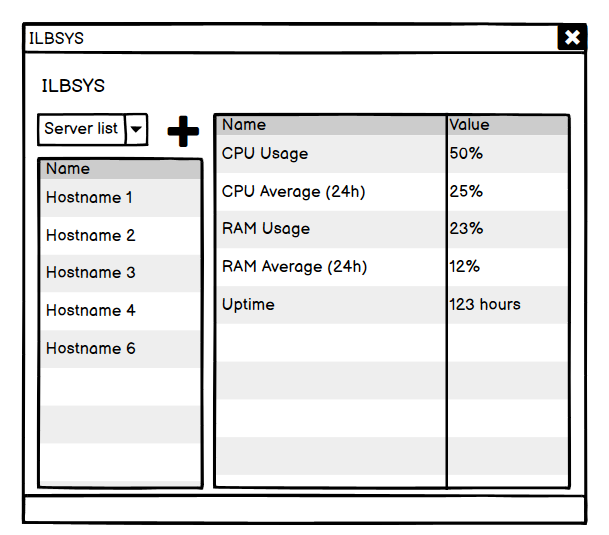 ILBSYS
ILBSYS
Server list
Name
Hostname 1
Hostname 2
Hostname 3
Hostname 4
Hostname 6
Name Value
CPU Usage 50%
CPU Average (24h) 25%
RAM Usage 23%
RAM Average (24h) 12%
Uptime 123 hours